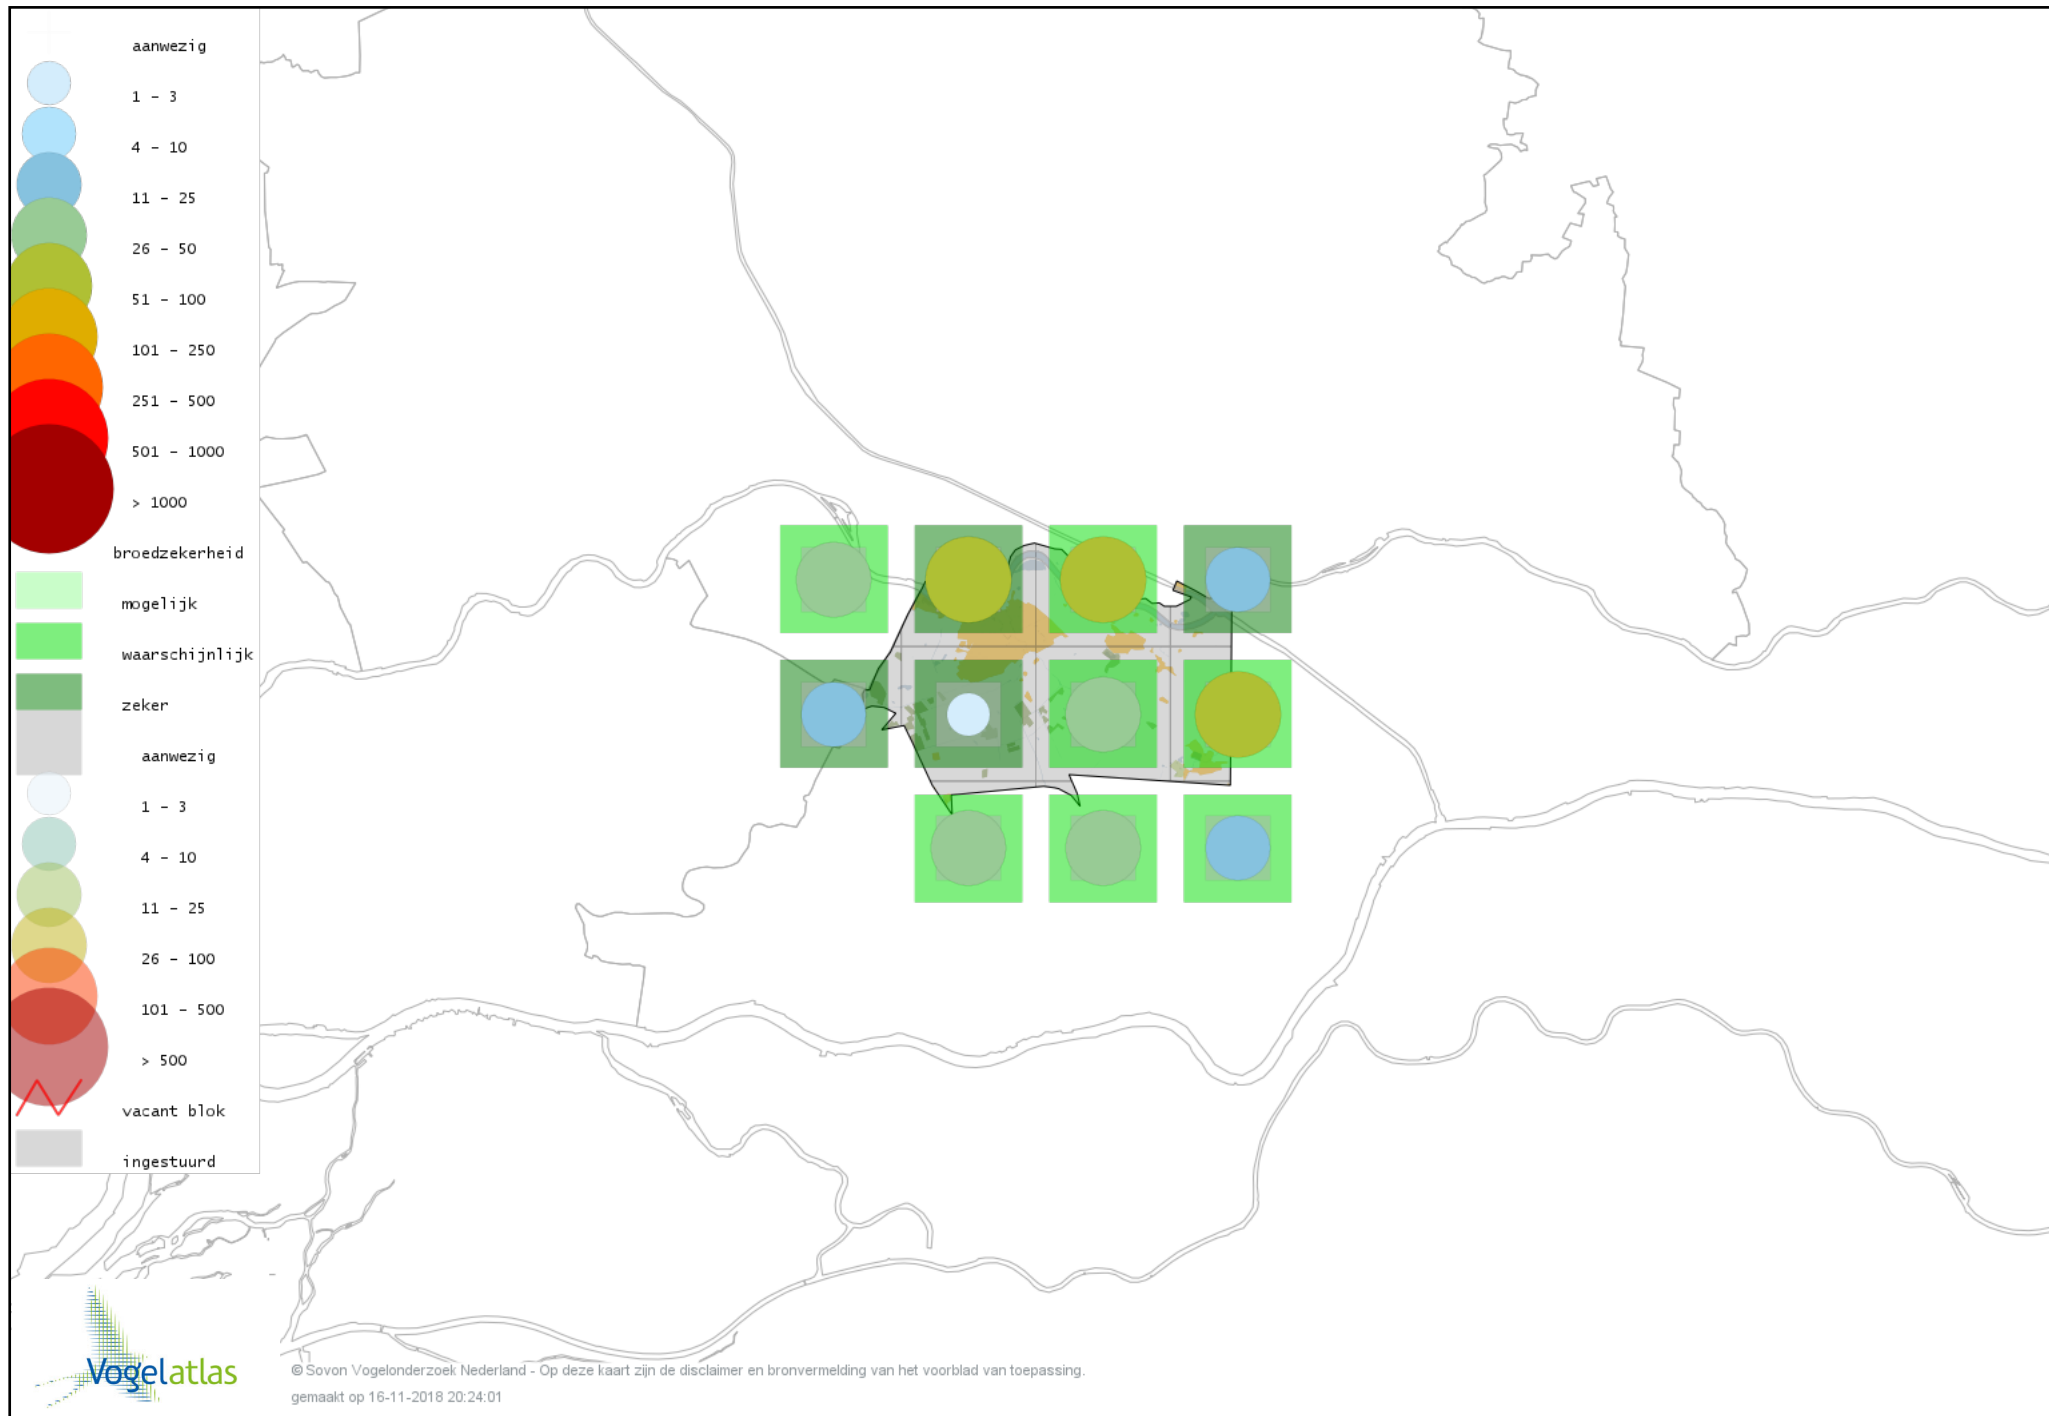 aanwezig
1 - 3
4 - 10
11 - 25
26 - 50
51 - 100
101 - 250
251 - 500
501 - 1000
> 1000
broedzekerheid
mogelijk
waarschijnlijk
zeker
aanwezig
1 - 3
4 - 10
11 - 25
26 - 100
101 - 500
> 500
vacant blok
ingestuurd
Vogelatlas
© Sovon Vogelonderzoek Nederland - Op deze kaart zijn de disclaimer en bronvermelding van het voorblad van toepassing.
gemaakt op 16-11-2018 20:24:01